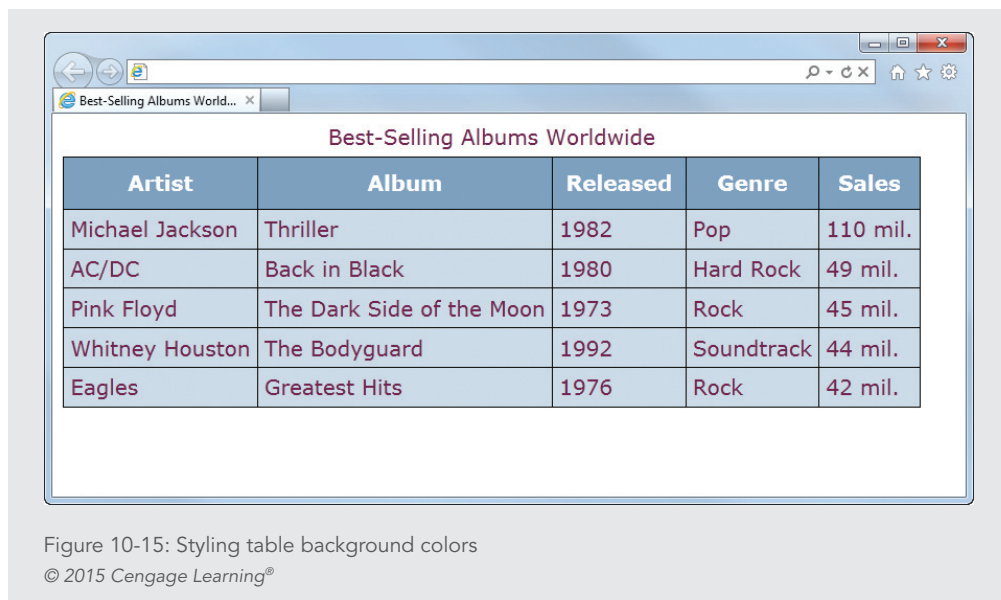 Best-Selling Albums World...
Best-Selling Albums Worldwide
Artist Album Released Genre Sales
Michael Jackson Thriller 1982 Pop 110 mil.
AC/DC Back in Black 1980 Hard Rock 49 mil.
Pink Floyd The Dark Side of the Moon 1973 Rock 45 mil.
Whitney Houston The Bodyguard 1992 Soundtrack 44 mil.
Eagles Greatest Hits 1976 Rock 42 mil.
Figure 10-15: Styling table background colors
© 2015 Cengage Learning®